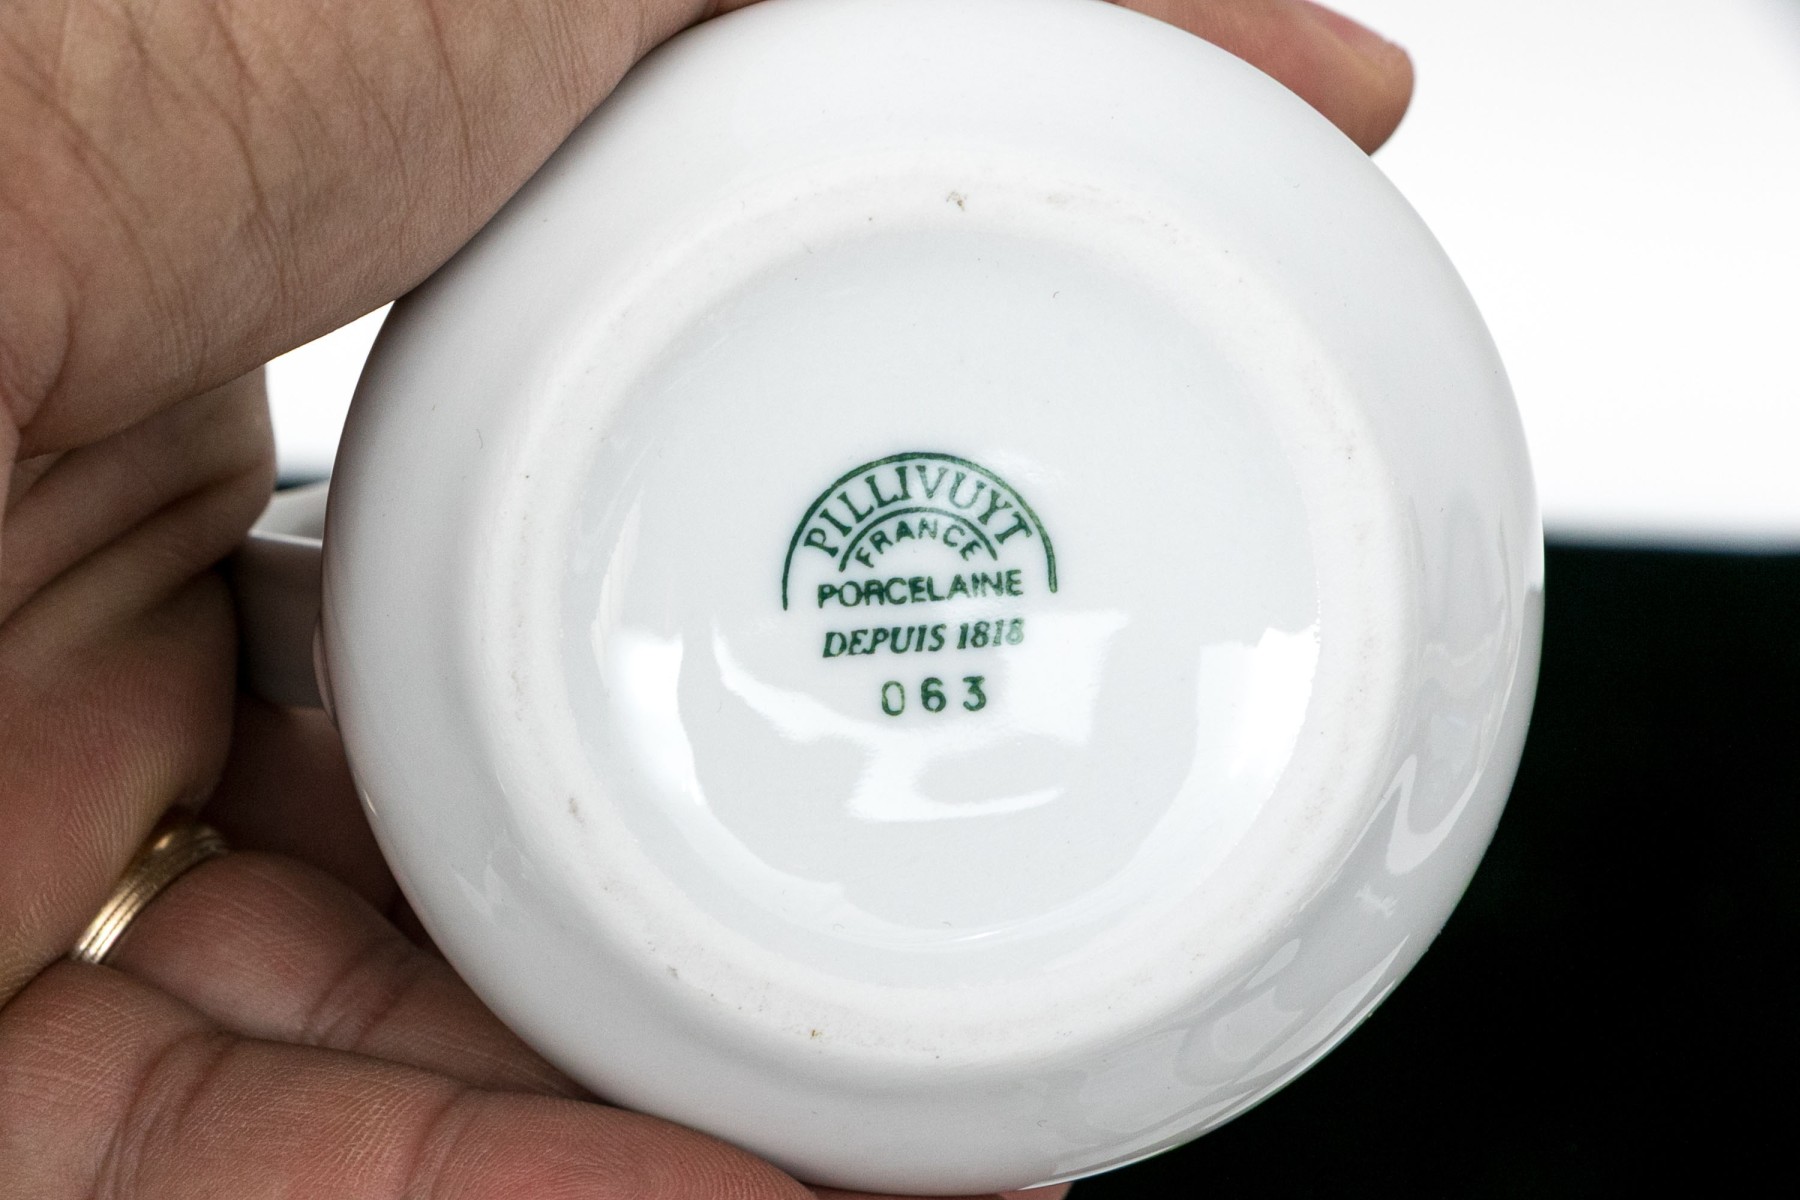 PILLIVUYT
FRANCE
PORCELAINE
DEPUIS 1818
063